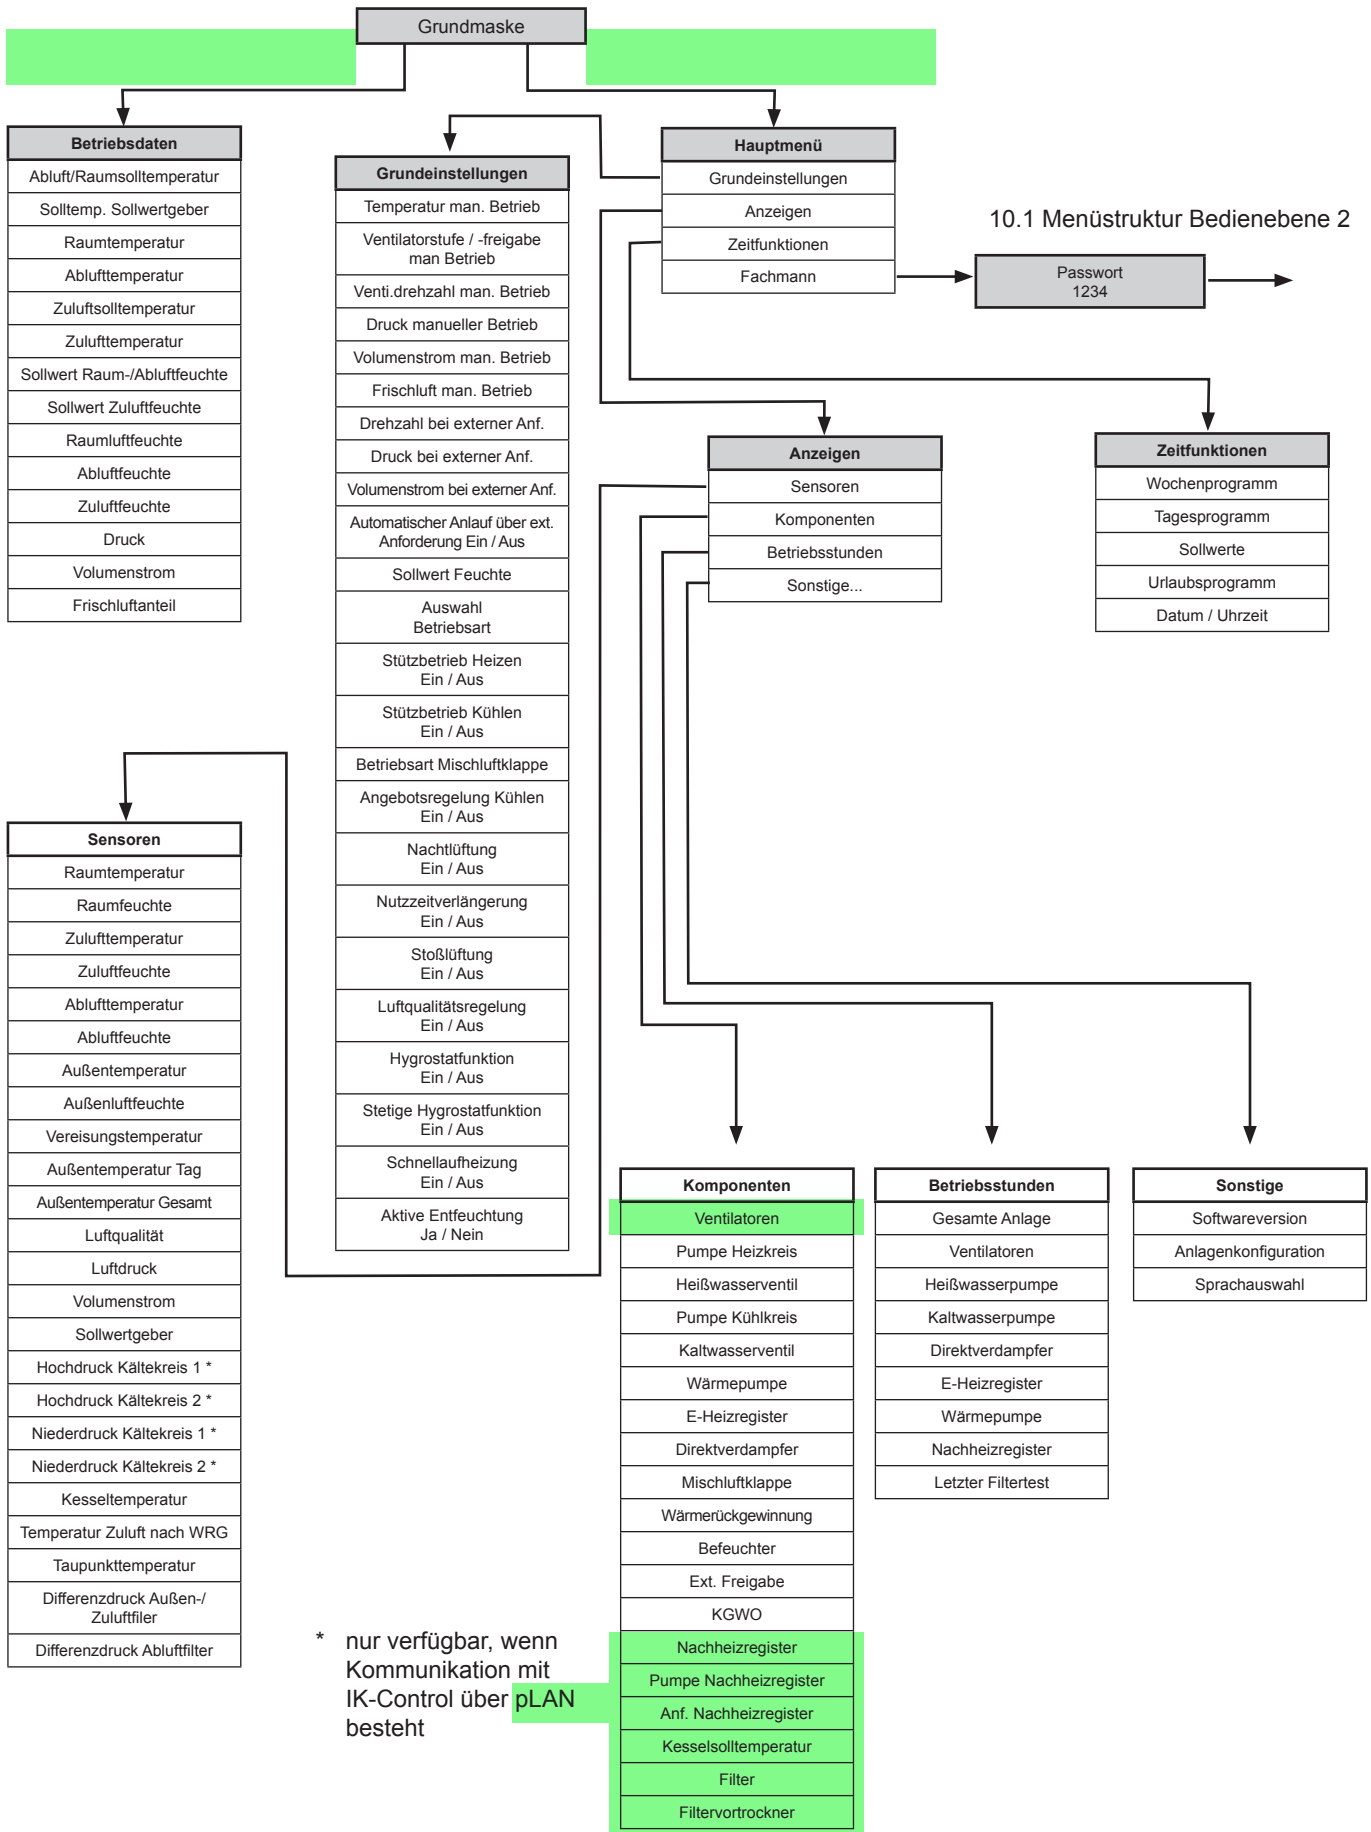 Grundmaske
Betriebsdaten
Abluft/Raumsolltemperatur
Solltemp. Sollwertgeber
Raumtemperatur
Ablufttemperatur
Zuluftsolltemperatur
Zulufttemperatur
Sollwert Raum-/Abluftfeuchte
Sollwert Zuluftfeuchte
Raumluftfeuchte
Abluftfeuchte
Zuluftfeuchte
Druck
Volumenstrom
Frischluftanteil
Grundeinstellungen
Temperatur man. Betrieb
Ventilatorstufe / -freigabe
man Betrieb
Venti.drehzahl man. Betrieb
Druck manueller Betrieb
Volumenstrom man. Betrieb
Frischluft man. Betrieb
Drehzahl bei externer Anf.
Druck bei externer Anf.
Volumenstrom bei externer Anf.
Automatischer Anlauf über ext.
Anforderung Ein / Aus
Sollwert Feuchte
Auswahl
Betriebsart
Stützbetrieb Heizen
Ein / Aus
Stützbetrieb Kühlen
Ein / Aus
Betriebsart Mischluftklappe
Angebotsregelung Kühlen
Ein / Aus
Nachtlüftung
Ein / Aus
Nutzzeitverlängerung
Ein / Aus
Stoßlüftung
Ein / Aus
Luftqualitätsregelung
Ein / Aus
Hygrostatfunktion
Ein / Aus
Stetige Hygrostatfunktion
Ein / Aus
Schnellaufheizung
Ein / Aus
Aktive Entfeuchtung
Ja / Nein
Hauptmenü
Grundeinstellungen
Anzeigen
Zeitfunktionen
Fachmann
10.1 Menüstruktur Bedienebene 2
Passwort
1234
Anzeigen
Sensoren
Komponenten
Betriebsstunden
Sonstige...
Zeitfunktionen
Wochenprogramm
Tagesprogramm
Sollwerte
Urlaubsprogramm
Datum / Uhrzeit
Sensoren
Raumtemperatur
Raumfeuchte
Zulufttemperatur
Zuluftfeuchte
Ablufttemperatur
Abluftfeuchte
Außentemperatur
Außenluftfeuchte
Vereisungstemperatur
Außentemperatur Tag
Außentemperatur Gesamt
Luftqualität
Luftdruck
Volumenstrom
Sollwertgeber
Hochdruck Kältekreis 1 *
Hochdruck Kältekreis 2 *
Niederdruck Kältekreis 1 *
Niederdruck Kältekreis 2 *
Kesseltemperatur
Temperatur Zuluft nach WRG
Taupunkttemperatur
Differenzdruck Außen-/
Zuluftfiler
Differenzdruck Abluftfilter
* nur verfügbar, wenn
Kommunikation mit
IK-Control über pLAN
besteht
Komponenten
Ventilatoren
Pumpe Heizkreis
Heißwasserventil
Pumpe Kühlkreis
Kaltwasserventil
Wärmepumpe
E-Heizregister
Direktverdampfer
Mischluftklappe
Wärmerückgewinnung
Befeuchter
Ext. Freigabe
KGWO
Nachheizregister
Pumpe Nachheizregister
Anf. Nachheizregister
Kesselsolltemperatur
Filter
Filtervortrockner
Betriebsstunden
Gesamte Anlage
Ventilatoren
Heißwasserpumpe
Kaltwasserpumpe
Direktverdampfer
E-Heizregister
Wärmepumpe
Nachheizregister
Letzter Filtertest
Sonstige
Softwareversion
Anlagenkonfiguration
Sprachauswahl